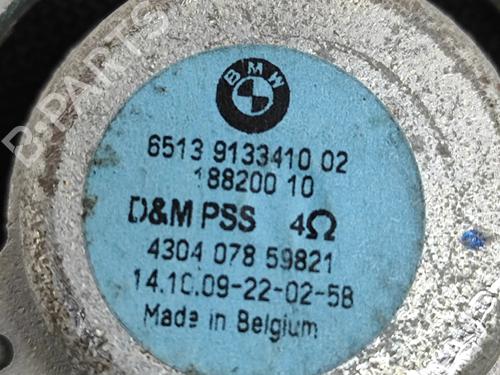 BMW
6513 9133410 02
188200 10
D&M PSS 4Ω
4304 078 59821
14.10.09-22-02-58
Made in Belgium
B-PARTS